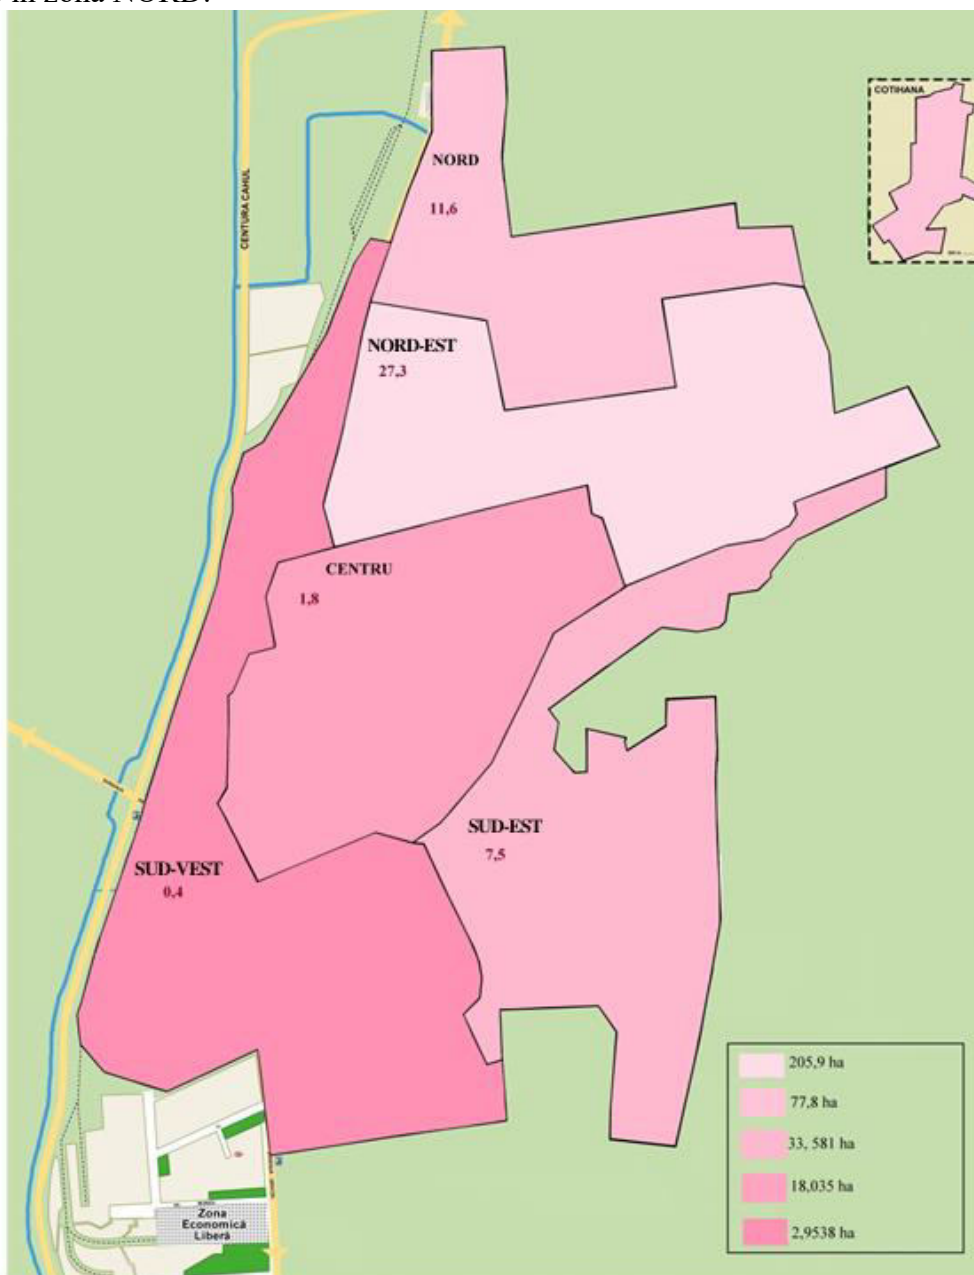 în zona NORD.
COTIHANA
CENTURA CAHUL
NORD
11,6
NORD-EST
27,3
CENTRU
1,8
SUD-EST
7,5
SUD-VEST
0,4
205,9 ha
77,8 ha
33, 581 ha
18,035 ha
2,9538 ha
Zona
Economică
Liberă